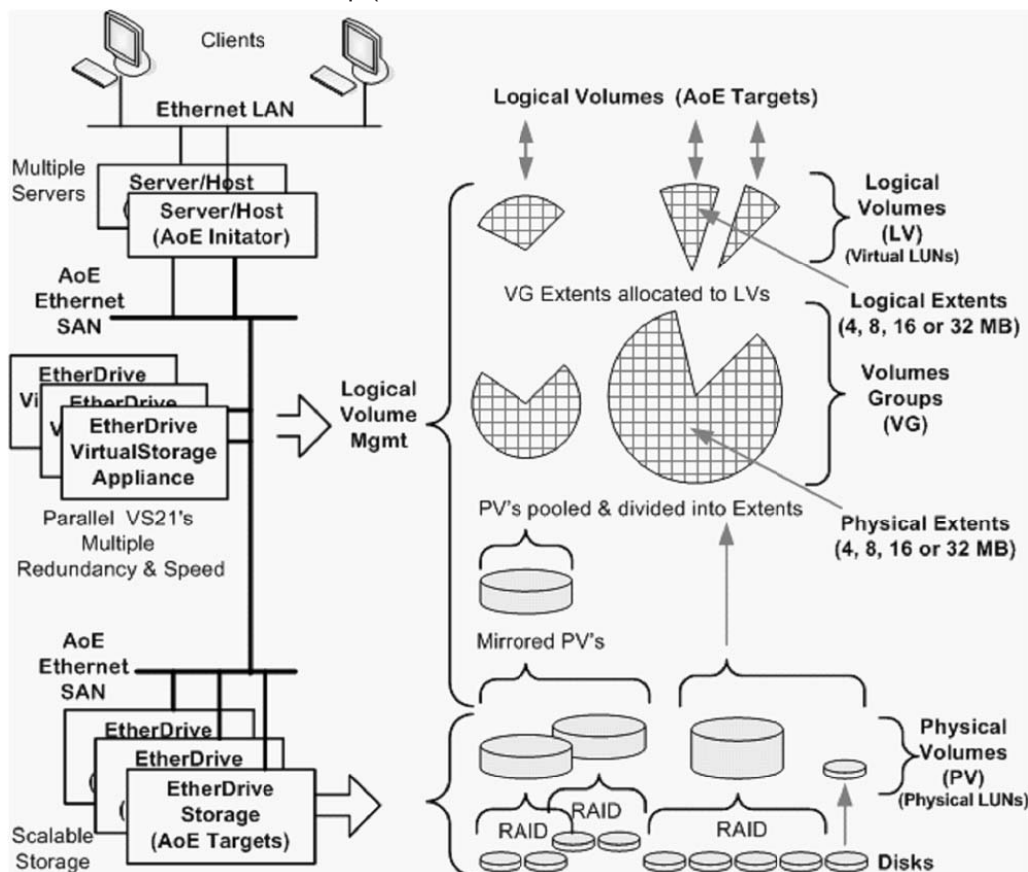 Clients
Ethernet LAN
Multiple
Servers
Server/Host
(
Server/Host
(AoE Initator)
AoE
Ethernet
SAN
EtherDrive
Vi
EtherDrive
V
EtherDrive
VirtualStorage
Appliance
Parallel VS21's
Multiple
Redundancy & Speed
AoE
Ethernet
SAN
EtherDrive
(
EtherDrive
(
EtherDrive
Storage
(AoE Targets)
Scalable
Storage
Logical
Volume
Mgmt
Logical Volumes (AoE Targets)
Logical
Volumes
(LV)
(Virtual LUNs)
VG Extents allocated to LVs
Logical Extents
(4, 8, 16 or 32 MB)
Volumes
Groups
(VG)
PV's pooled & divided into Extents
Physical Extents
(4, 8, 16 or 32 MB)
Mirrored PV's
Physical
Volumes
(PV)
(Physical LUNs)
RAID
RAID
RAID
Disks